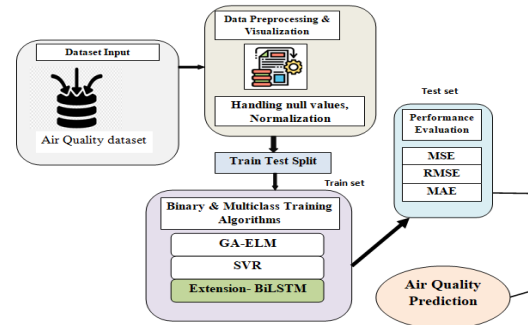 Dataset Input
Air Quality dataset
Data Preprocessing &
Visualization
Handling null values,
Normalization
Train Test Split
Train set
Binary & Multiclass Training
Algorithms
GA-ELM
SVR
Extension- BiLSTM
Test set
Performance
Evaluation
MSE
RMSE
MAE
Air Quality
Prediction